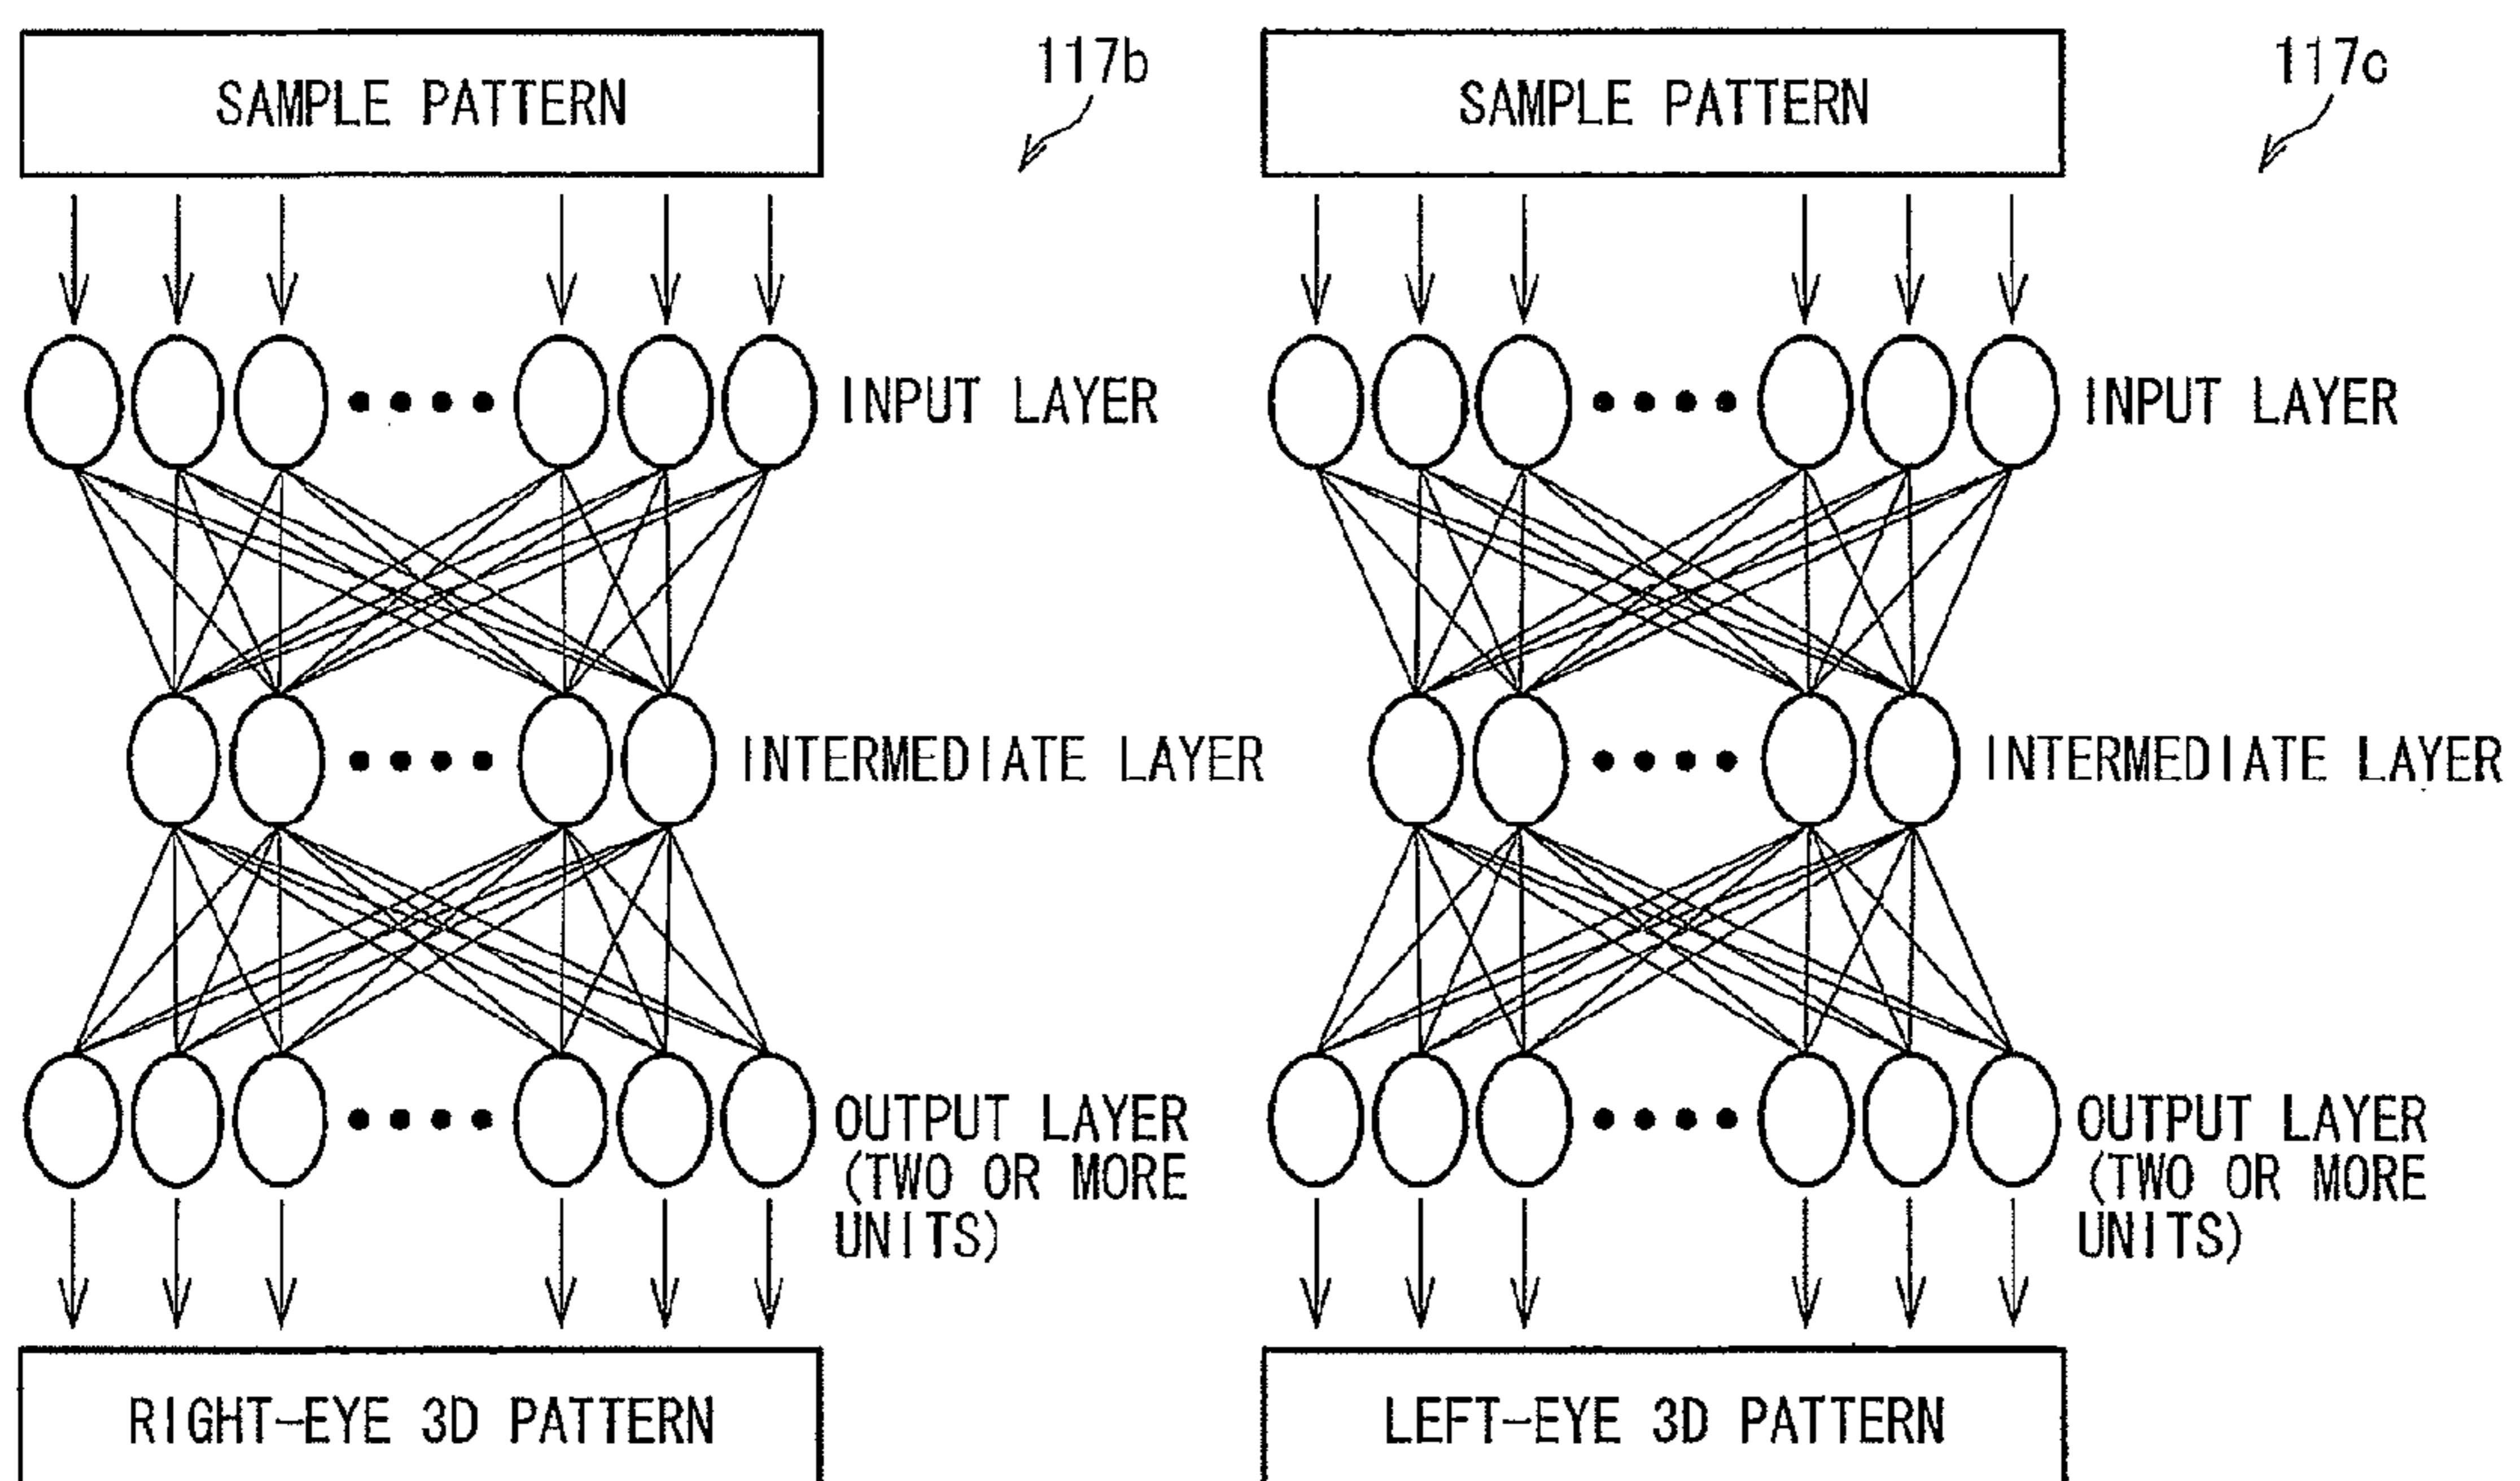 SAMPLE PATTERN
117b
INPUT LAYER
INTERMEDIATE LAYER
OUTPUT LAYER
(TWO OR MORE
UNITS)
RIGHT-EYE 3D PATTERN
SAMPLE PATTERN
117c
INPUT LAYER
INTERMEDIATE LAYER
OUTPUT LAYER
(TWO OR MORE
UNITS)
LEFT-EYE 3D PATTERN